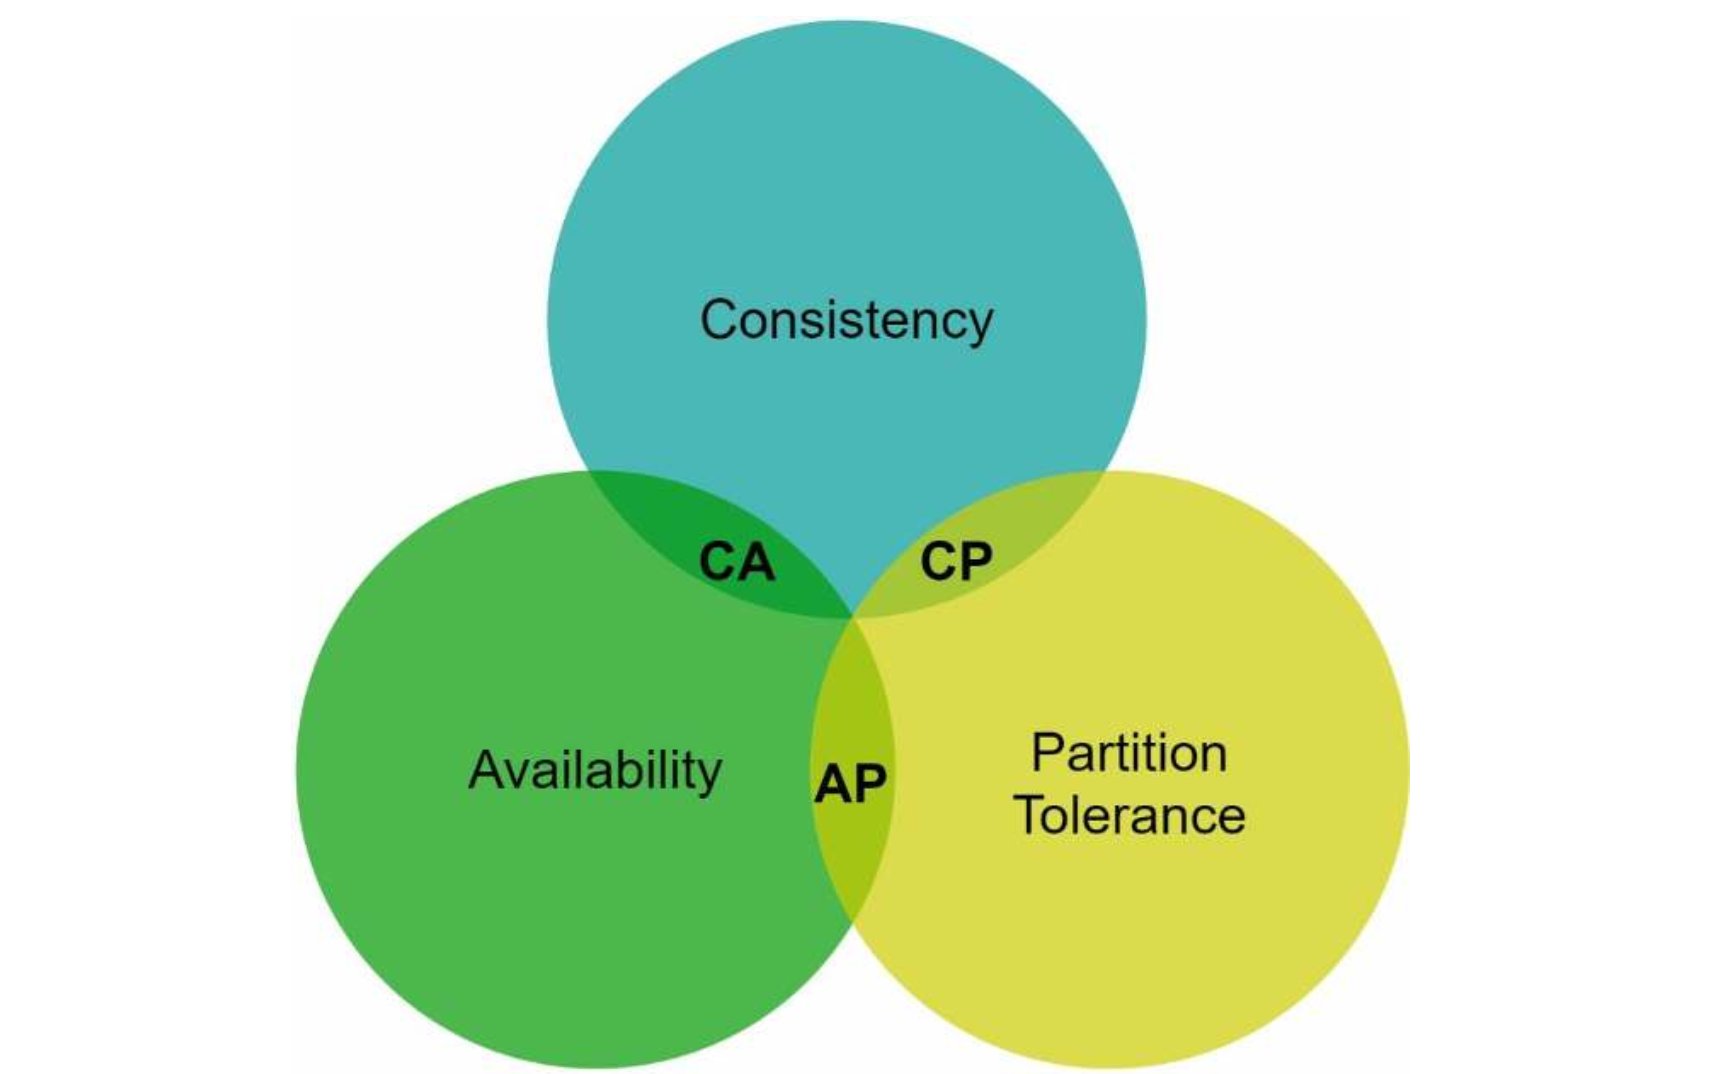 Consistency
CA
CP
Availability
AP
Partition
Tolerance